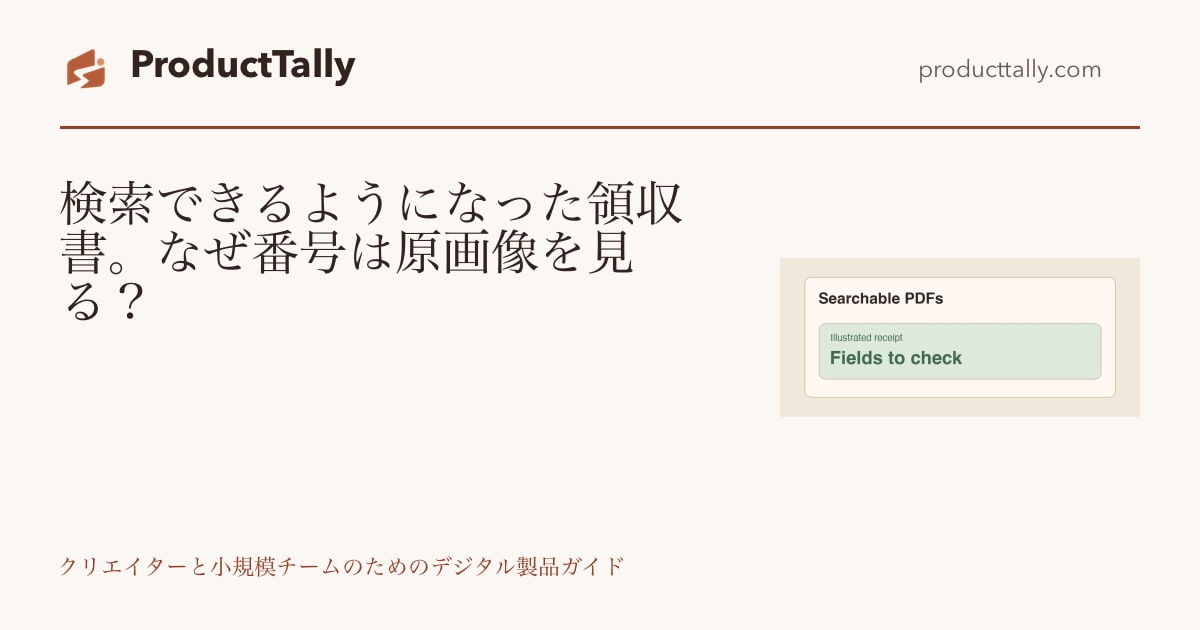 ProductTally
producttally.com
検索できるようになった領収
書。なぜ番号は原画像を見
る？
Searchable PDFs
Illustrated receipt
Fields to check
クリエイターと小規模チームのためのデジタル製品ガイド